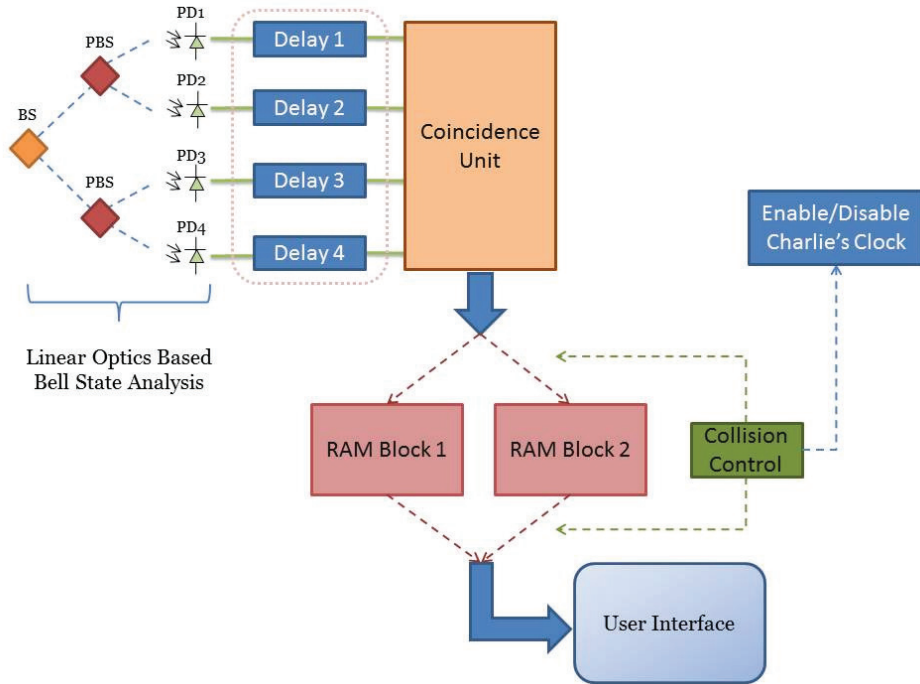 PD1
Delay 1
PBS
PD2
Delay 2
BS
Coincidence
Unit
PD3
Delay 3
PBS
PD4
Delay 4
Enable/Disable
Charlie's Clock
Linear Optics Based
Bell State Analysis
RAM Block 1
RAM Block 2
Collision
Control
User Interface